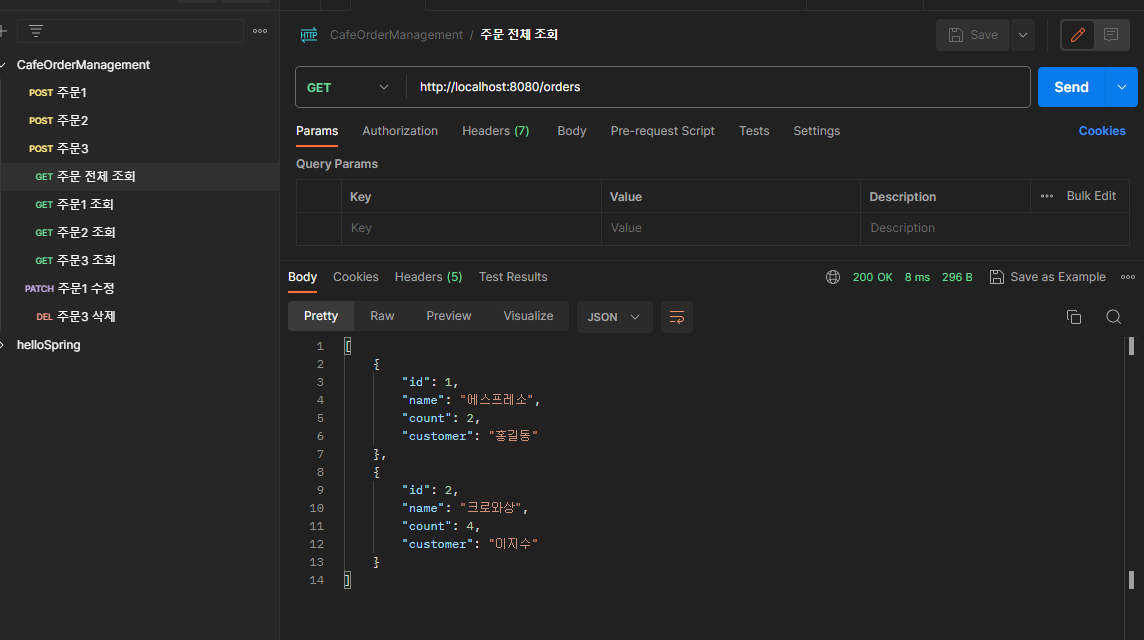 HTTP CafeOrderManagement / 주문 전체 조회 Save
CafeOrderManagement
POST 주문1
POST 주문2
POST 주문3
GET 주문 전체 조회
GET 주문1 조회
GET 주문2 조회
GET 주문3 조회
PATCH 주문1 수정
DEL 주문3 삭제
helloSpring
GET http://localhost:8080/orders Send
Params Authorization Headers (7) Body Pre-request Script Tests Settings Cookies
Query Params
Key Value Description Bulk Edit
Key Value Description
Body Cookies Headers (5) Test Results 200 OK 8 ms 296 B Save as Example
Pretty Raw Preview Visualize JSON
1 [
2 {
3 "id": 1,
4 "name": "에스프레소",
5 "count": 2,
6 "customer": "홍길동"
7 },
8 {
9 "id": 2,
10 "name": "크로와상",
11 "count": 4,
12 "customer": "이지수"
13 }
14 ]